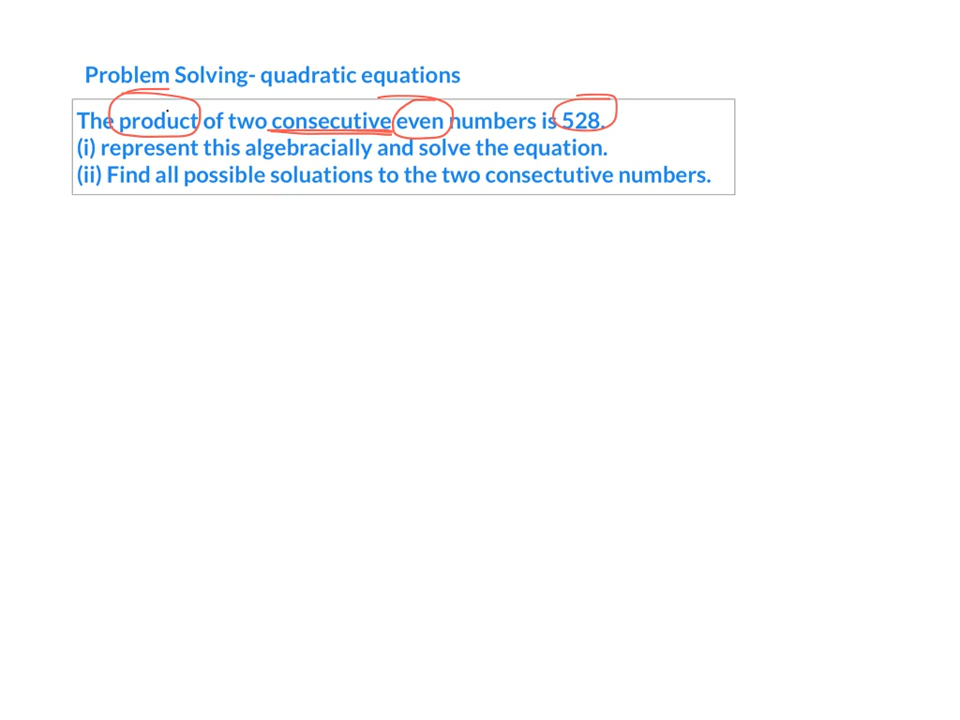 Problem Solving- quadratic equations
The product of two consecutive even numbers is 528.
(i) represent this algebracially and solve the equation.
(ii) Find all possible soluations to the two consectutive numbers.